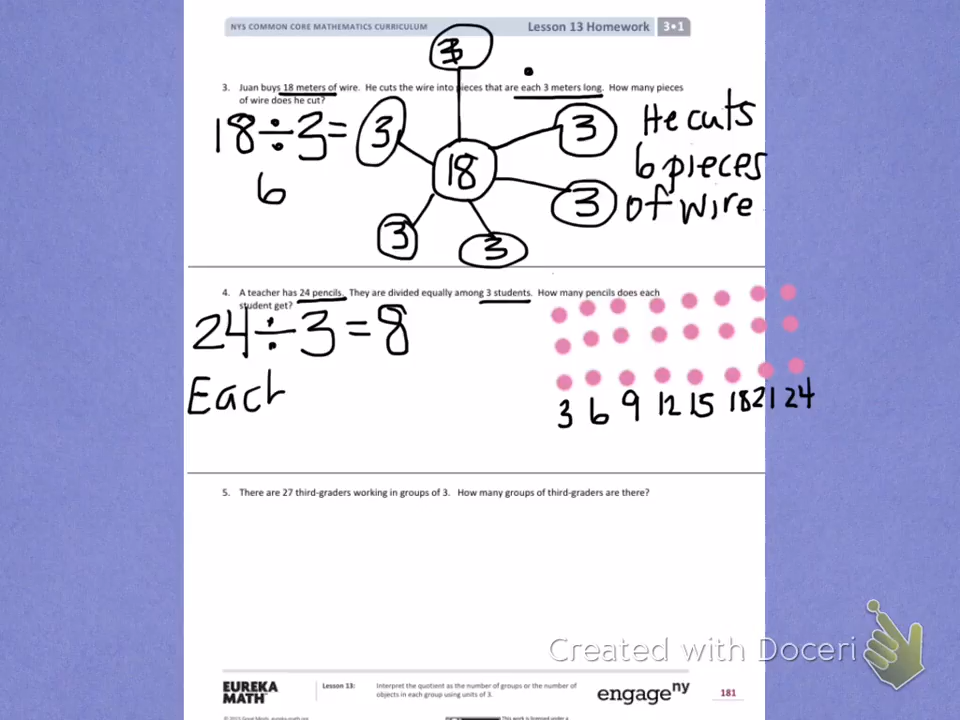 NYS COMMON CORE MATHEMATICS CURRICULUM
Lesson 13 Homework 3•1
3
3. Juan buys 18 meters of wire. He cuts the wire into pieces that are each 3 meters long. How many pieces
of wire does he cut?
18÷3=
6
3
3
18
3
3
3
He cuts
6 pieces
of wire
4. A teacher has 24 pencils. They are divided equally among 3 students. How many pencils does each
student get?
24÷3=8
Each
3 6 9 12 15 18 21 24
5. There are 27 third-graders working in groups of 3. How many groups of third-graders are there?
Created with Doceri
EUREKA
MATH
Lesson 13:
Interpret the quotient as the number of groups or the number of
objects in each group using units of 3.
engage ny
181